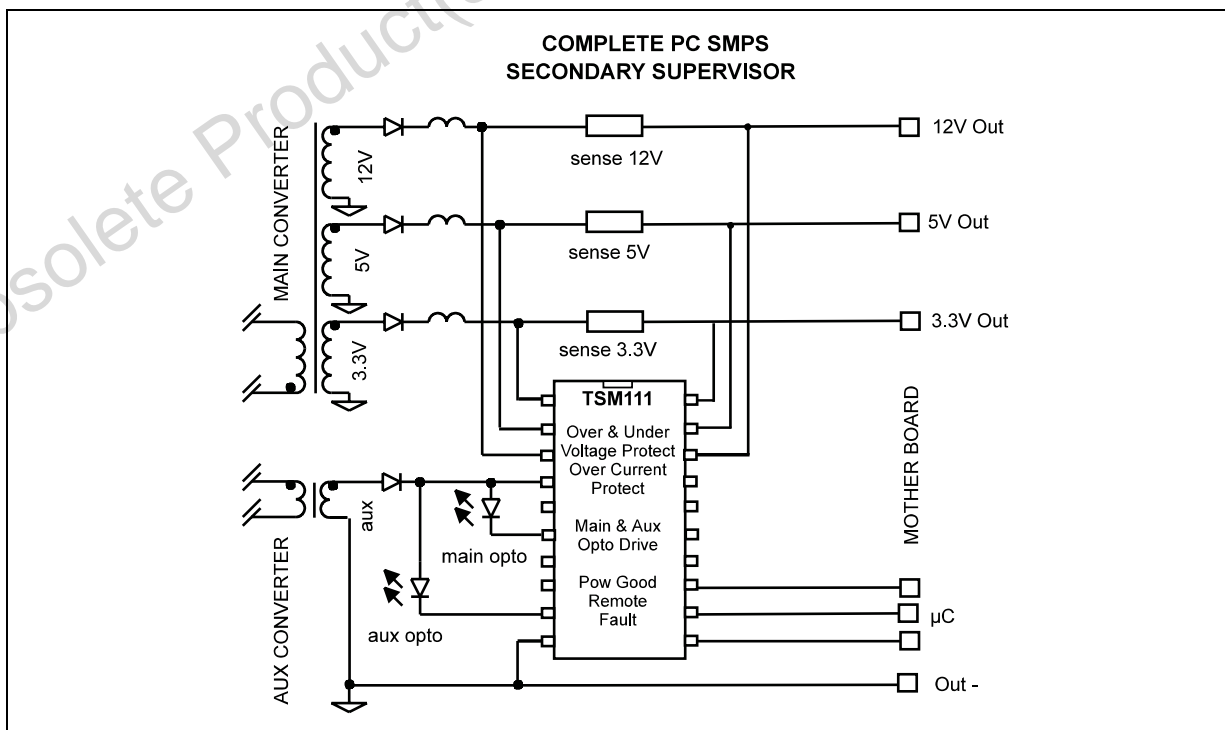 Obsolete Product(
COMPLETE PC SMPS
SECONDARY SUPERVISOR
MAIN CONVERTER
12V
sense 12V
12V Out
5V
sense 5V
5V Out
3.3V
sense 3.3V
3.3V Out
TSM111
Over & Under
Voltage Protect
Over Current
Protect
Main & Aux
Opto Drive
Pow Good
Remote
Fault
AUX CONVERTER
aux
main opto
aux opto
MOTHER BOARD
µC
Out -